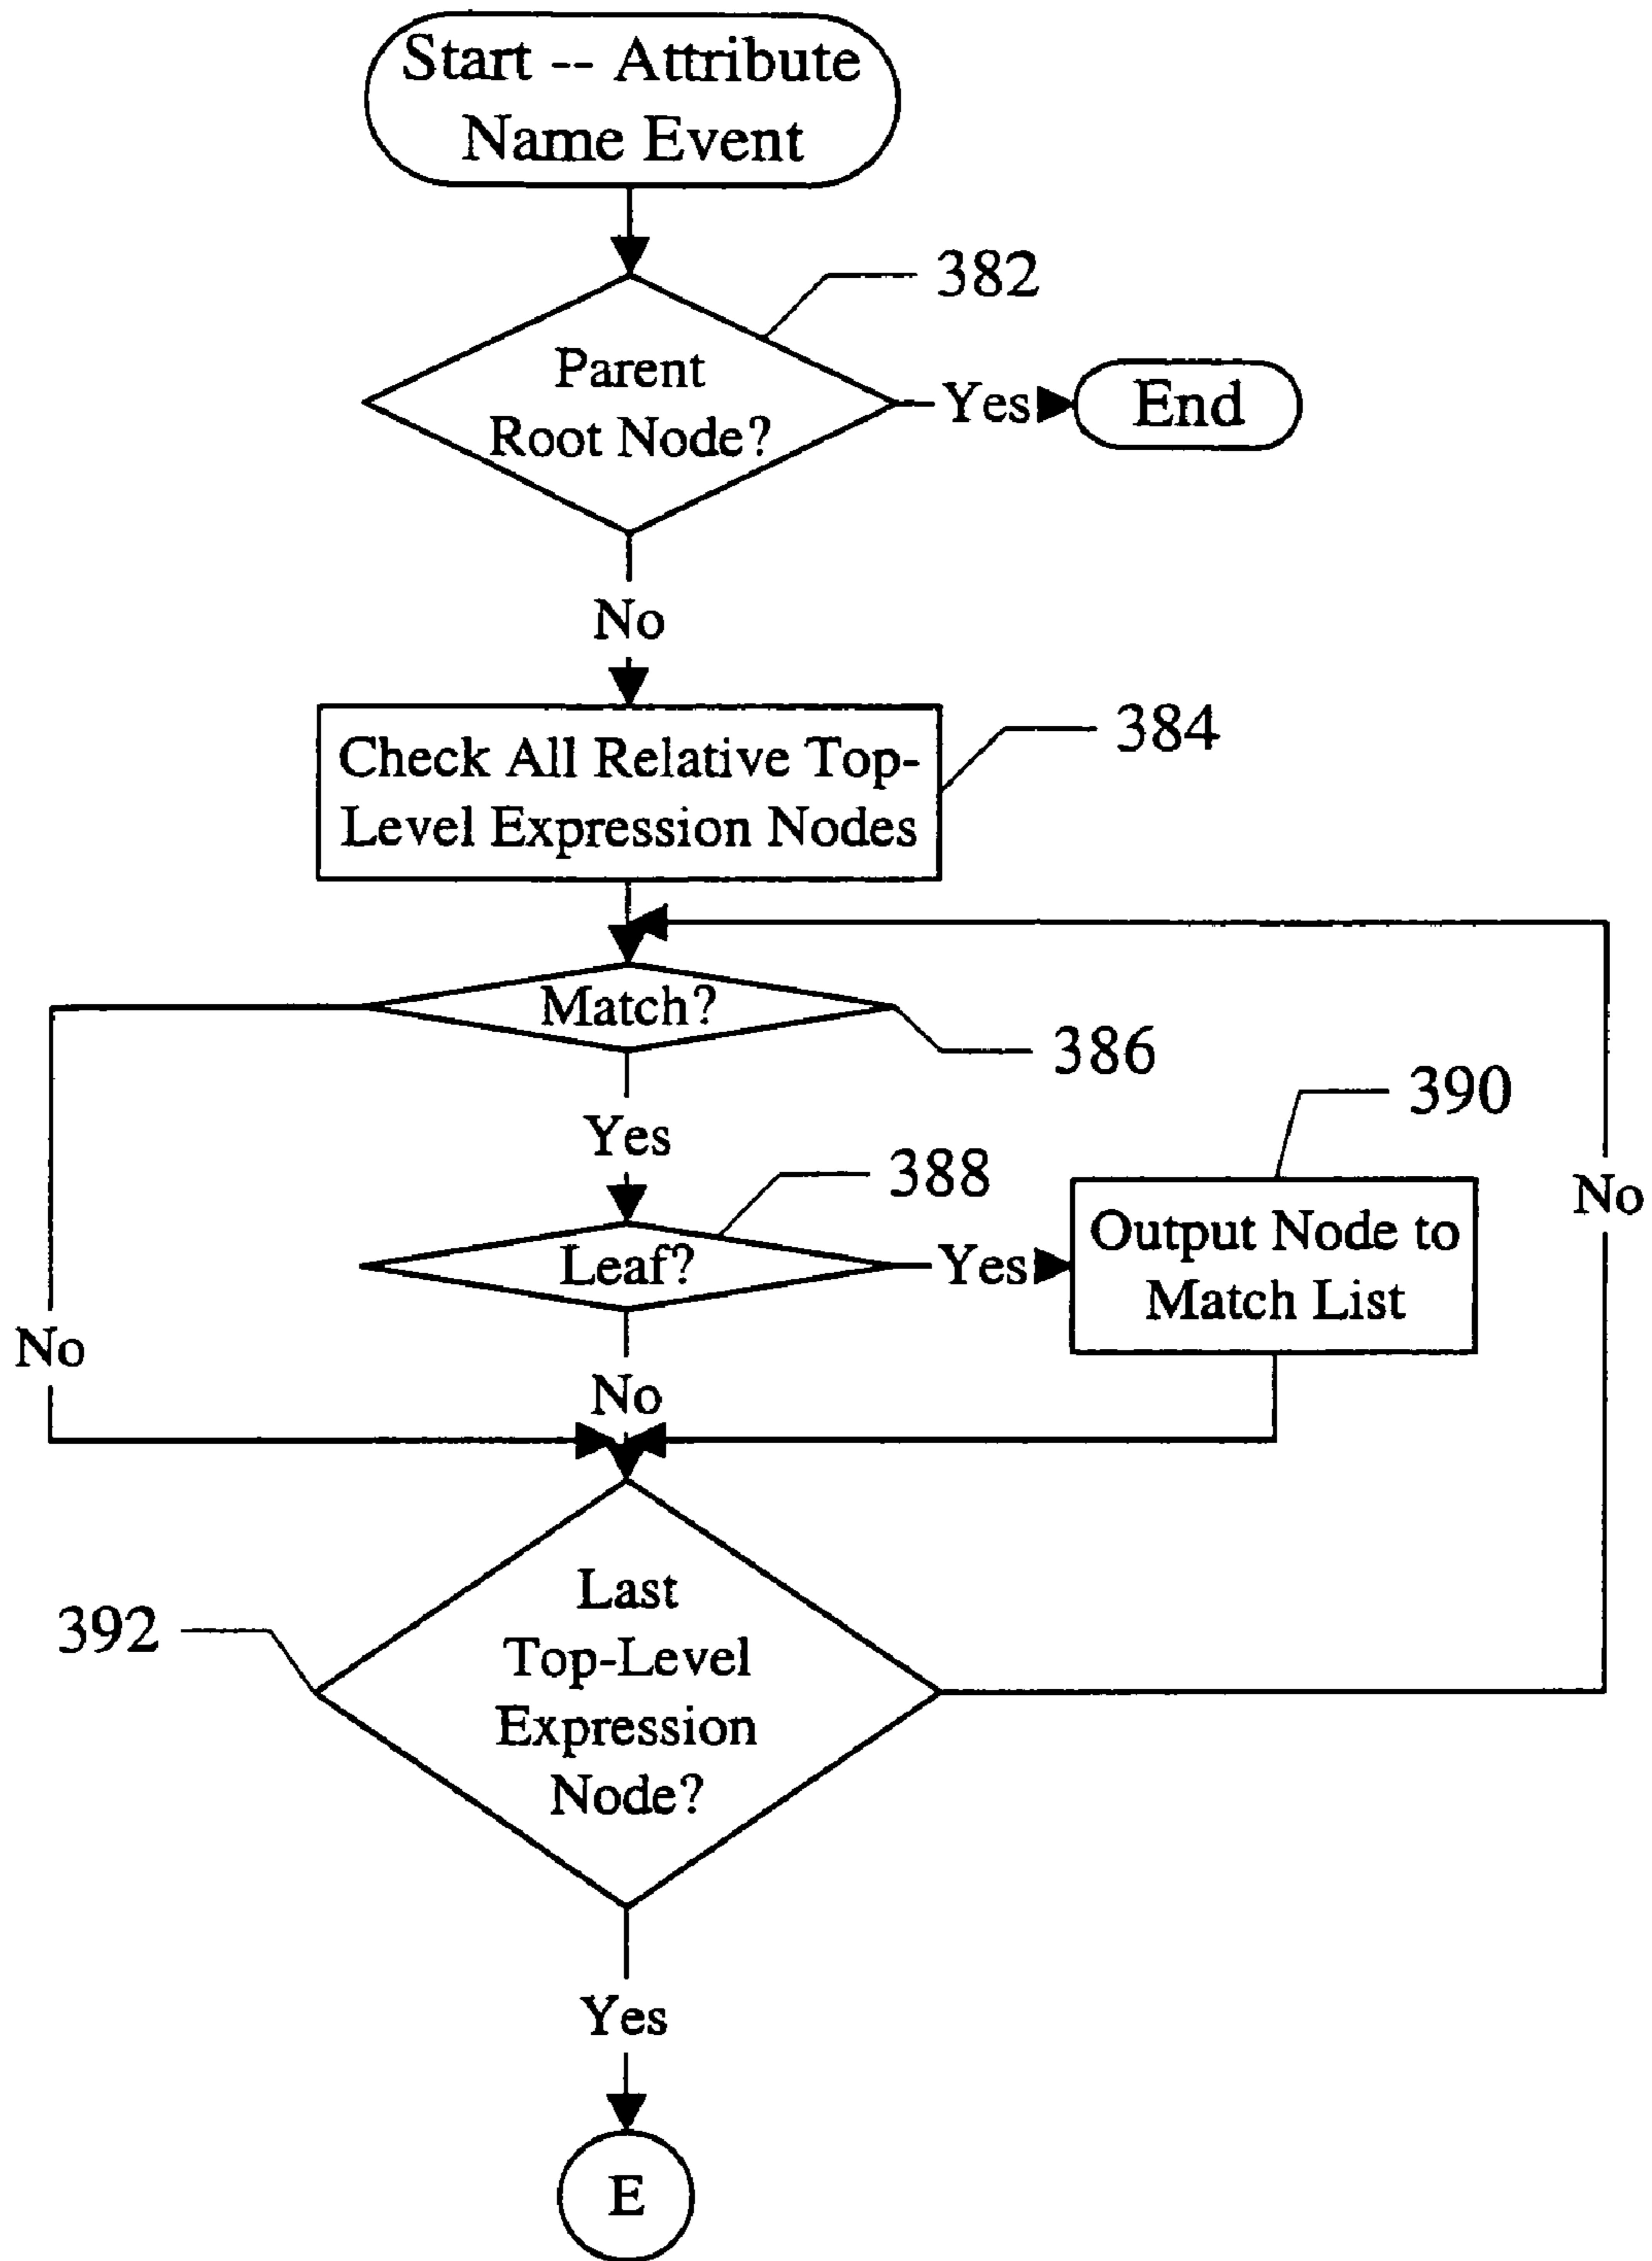 Start -- Attribute
Name Event
382
Parent
Root Node?
Yes
End
No
Check All Relative Top-
Level Expression Nodes
384
Match?
386
Yes
390
388
Leaf?
Yes
Output Node to
Match List
No
No
No
Last
Top-Level
Expression
Node?
392
Yes
E